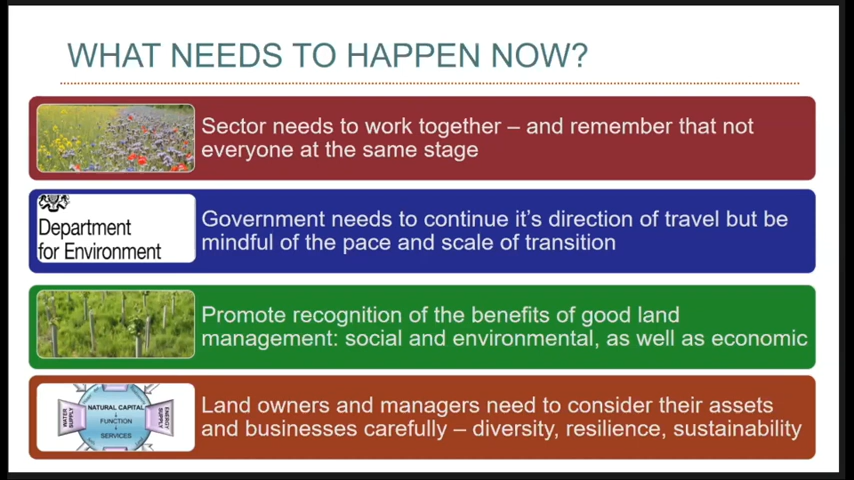 WHAT NEEDS TO HAPPEN NOW?
Sector needs to work together – and remember that not
everyone at the same stage
Department
for Environment
Government needs to continue it's direction of travel but be
mindful of the pace and scale of transition
Promote recognition of the benefits of good land
management: social and environmental, as well as economic
WATER
SUPPLY
NATURAL CAPITAL
FUNCTION
SERVICES
ENERGY
SUPPLY
Land owners and managers need to consider their assets
and businesses carefully – diversity, resilience, sustainability